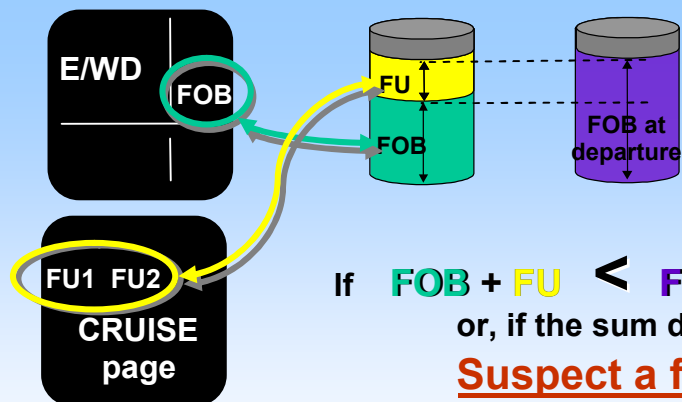 E/WD
FOB
FU
FOB
FOB at
departure
FU1 FU2
CRUISE
page
If FOB + FU < F
or, if the sum d
Suspect a f